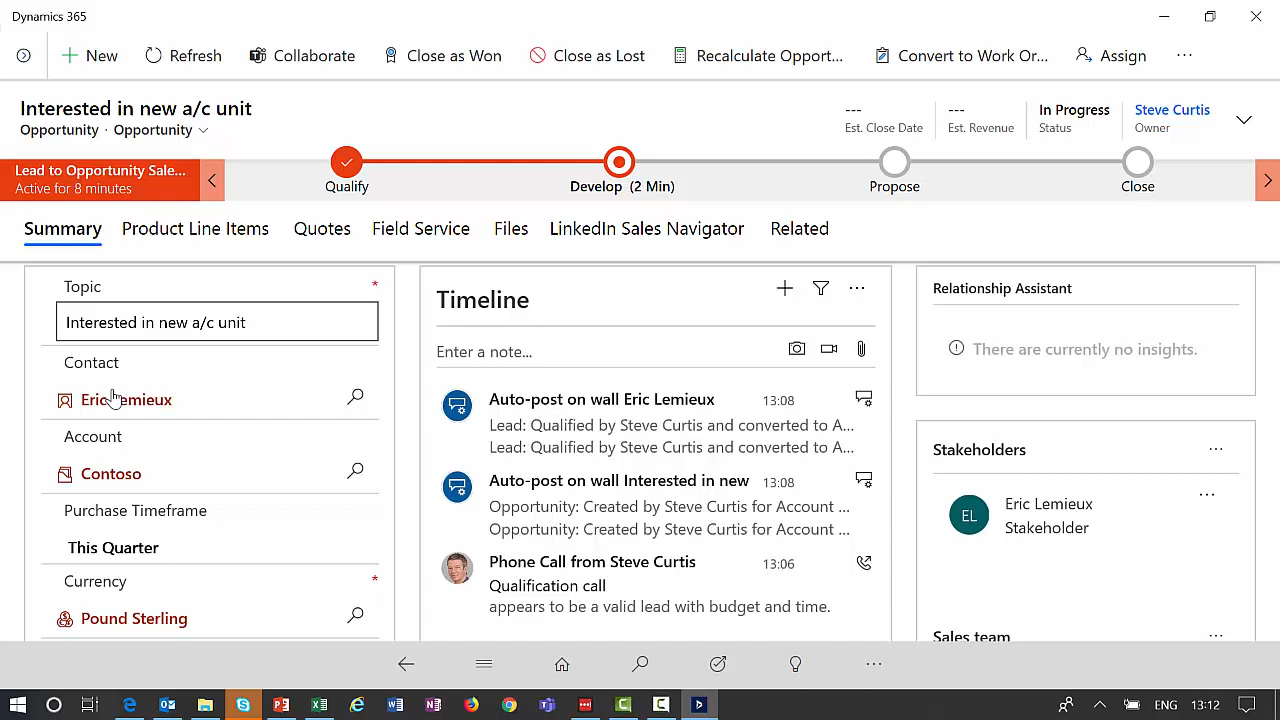 Dynamics 365
New
Refresh
Collaborate
Close as Won
Close as Lost
Recalculate Opport...
Convert to Work Or...
Assign
Interested in new a/c unit
Opportunity · Opportunity
---
Est. Close Date
---
Est. Revenue
In Progress
Status
Steve Curtis
Owner
Lead to Opportunity Sale...
Active for 8 minutes
Qualify
Develop (2 Min)
Propose
Close
Summary
Product Line Items
Quotes
Field Service
Files
LinkedIn Sales Navigator
Related
Topic *
Interested in new a/c unit
Contact
Eric Lemieux
Account
Contoso
Purchase Timeframe
This Quarter
Currency *
Pound Sterling
Timeline
Enter a note...
Auto-post on wall Eric Lemieux 13:08
Lead: Qualified by Steve Curtis and converted to A...
Lead: Qualified by Steve Curtis and converted to A...
Auto-post on wall Interested in new 13:08
Opportunity: Created by Steve Curtis for Account ...
Opportunity: Created by Steve Curtis for Account ...
Phone Call from Steve Curtis 13:06
Qualification call
appears to be a valid lead with budget and time.
Relationship Assistant
There are currently no insights.
Stakeholders
EL
Eric Lemieux
Stakeholder
Sales team
ENG
13:12